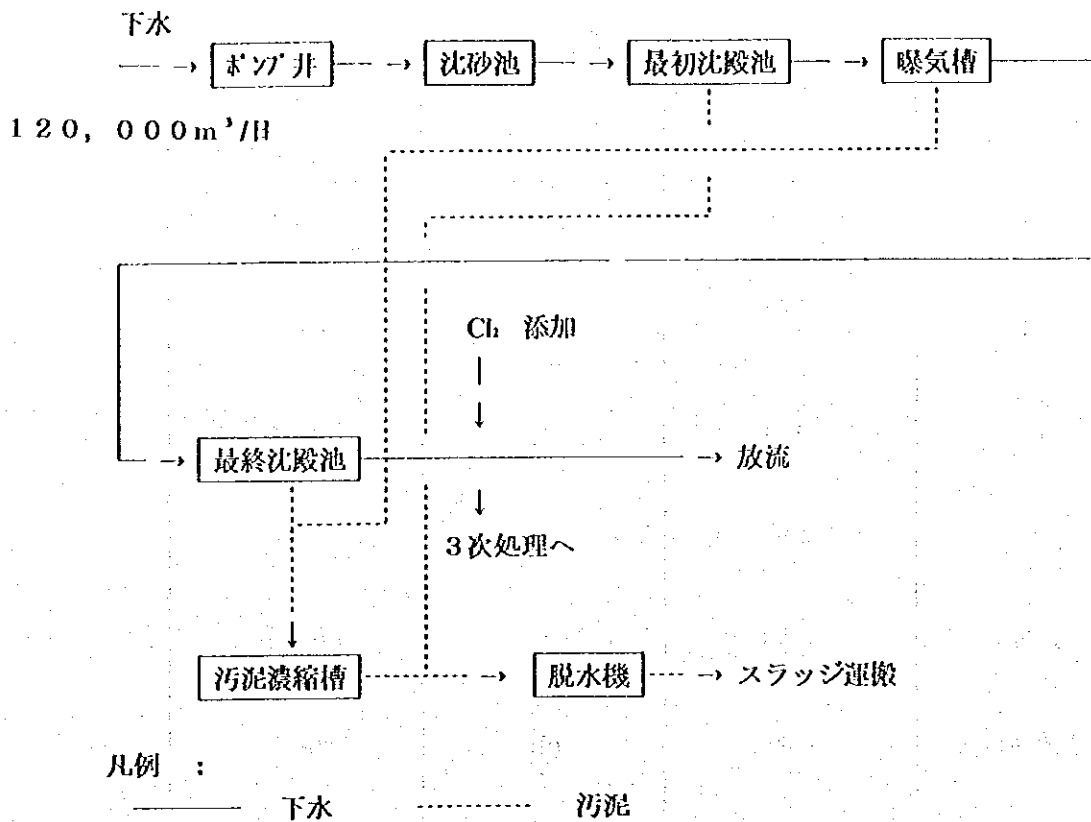 下水
ポンプ井
沈砂池
最初沈殿池
曝気槽
120,000m³/日
Cl₂ 添加
最終沈殿池
放流
3次処理へ
汚泥濃縮槽
脱水機
スラッジ運搬
凡例 :
下水
汚泥